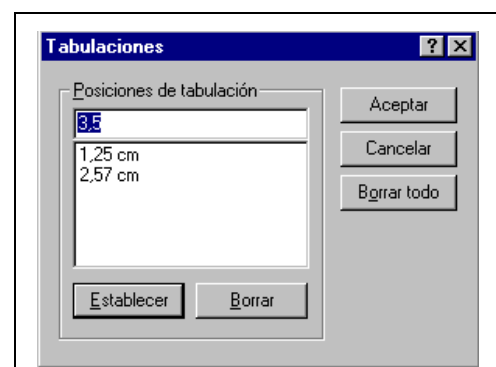 Tabulaciones
Posiciones de tabulación
3,5
1,25 cm
2,57 cm
Establecer
Borrar
Aceptar
Cancelar
Borrar todo